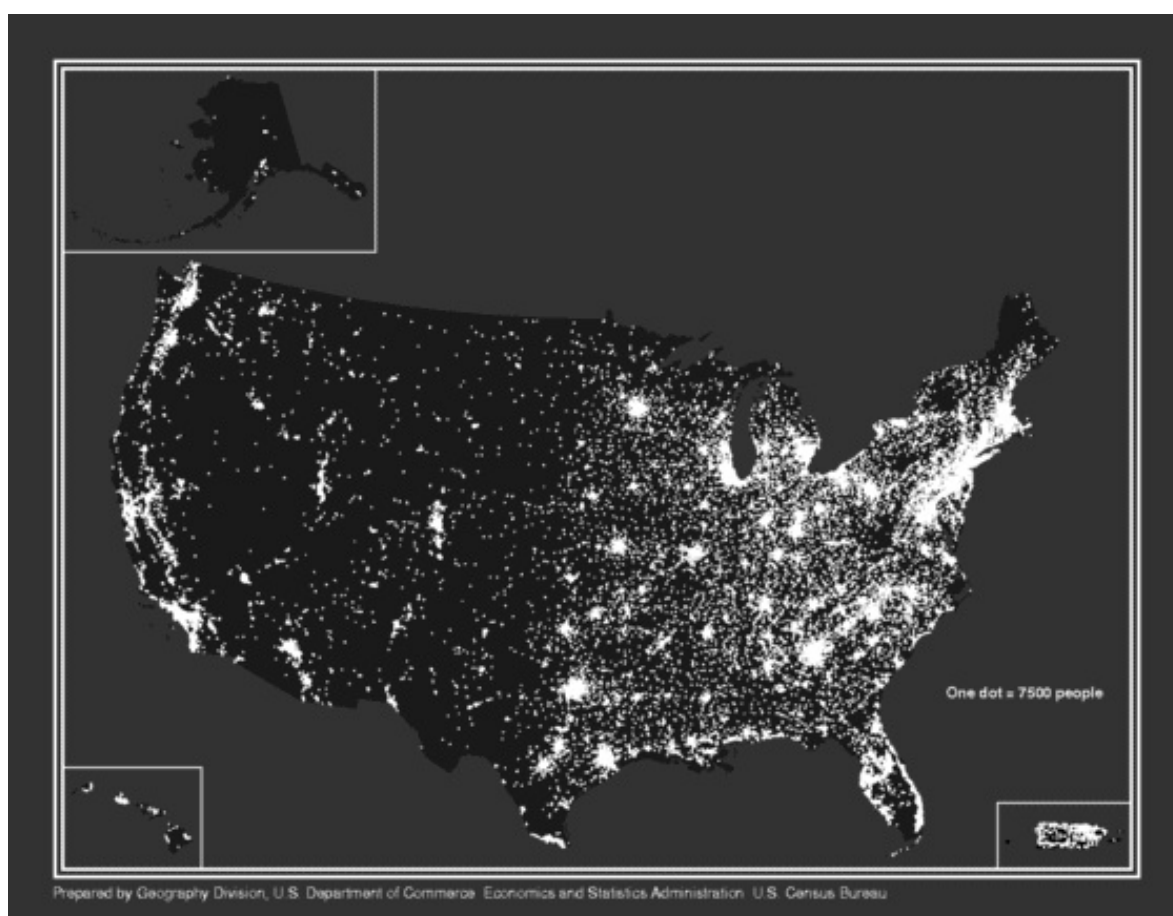 One dot = 7500 people
Prepared by Geography Division, U.S. Department of Commerce Economics and Statistics Administration U.S. Census Bureau